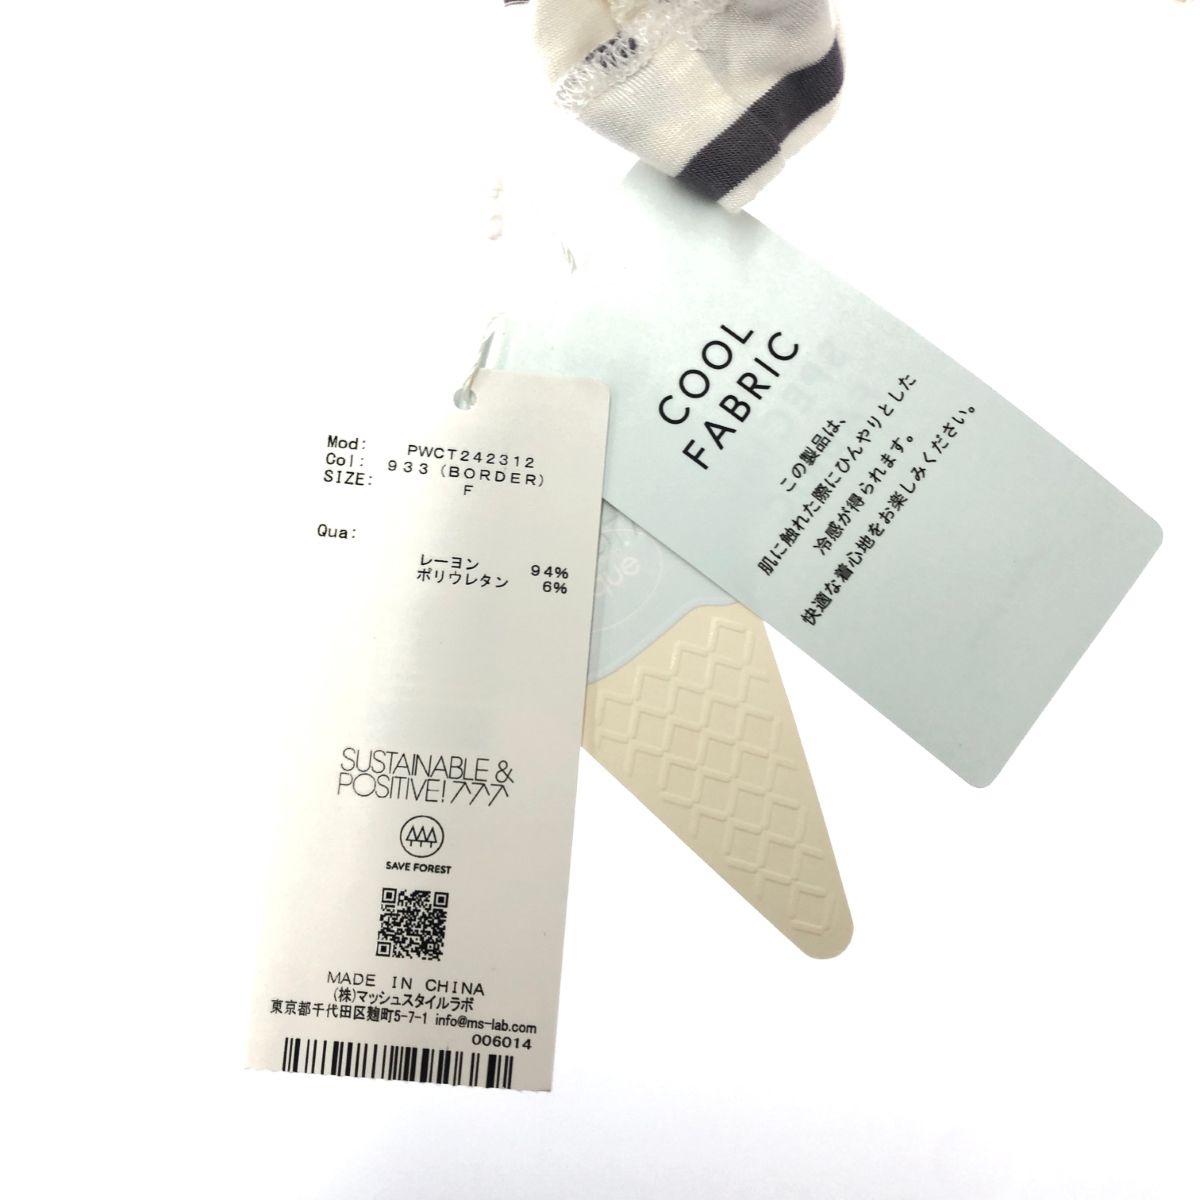 Mod: PWCT242312
Col: 933(BORDER)
SIZE: F
Qua:
レーヨン 94%
ポリウレタン 6%
SUSTAINABLE &
POSITIVE!
SAVE FOREST
MADE IN CHINA
(株)マッシュスタイルラボ
東京都千代田区麹町5-7-1 info@ms-lab.com
006014
COOL
FABRIC
この製品は、
肌に触れた際にひんやりとした
冷感が得られます。
快適な着心地をお楽しみください。